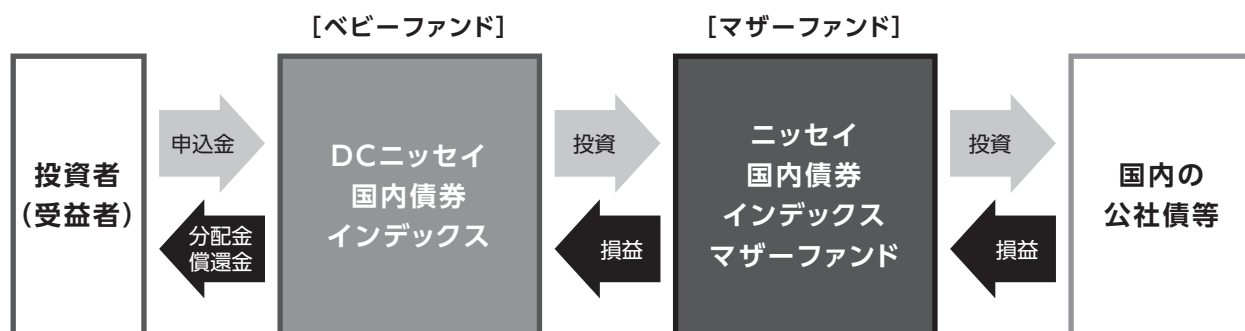 [ベビーファンド]
[マザーファンド]
投資者
(受益者)
申込金
分配金
償還金
DCニッセイ
国内債券
インデックス
投資
損益
ニッセイ
国内債券
インデックス
マザーファンド
投資
損益
国内の
公社債等